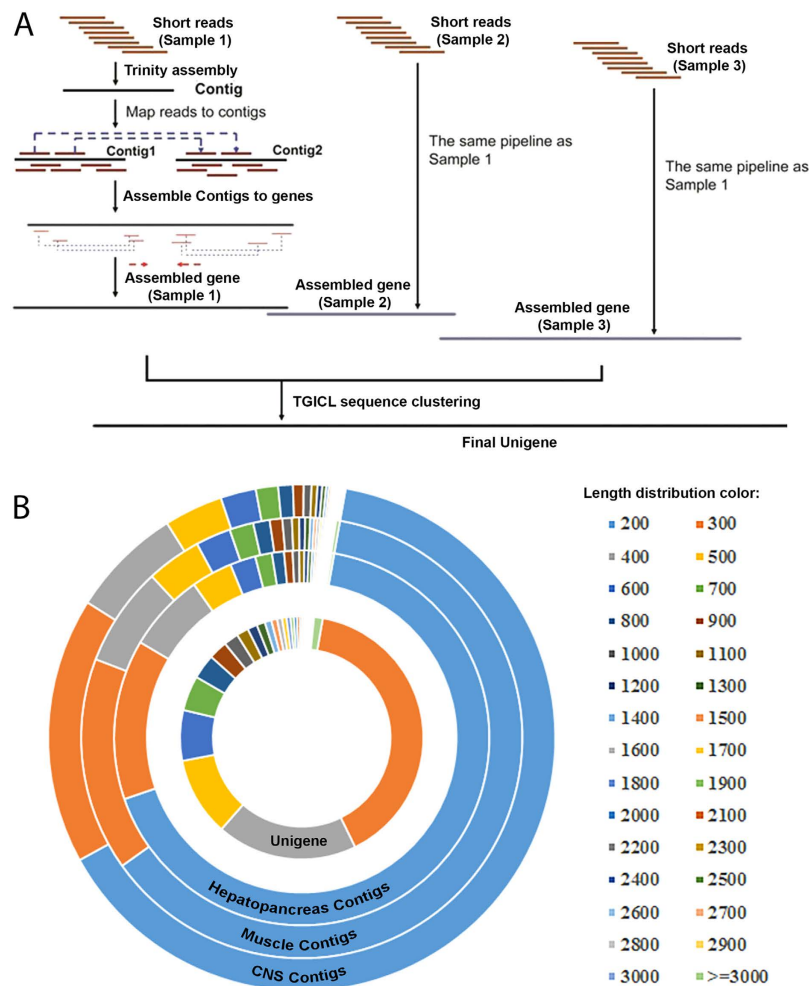 A
Short reads
(Sample 1)
Short reads
(Sample 2)
Short reads
(Sample 3)
Trinity assembly
Contig
Map reads to contigs
Contig1
Contig2
The same pipeline as
Sample 1
The same pipeline as
Sample 1
Assemble Contigs to genes
Assembled gene
(Sample 1)
Assembled gene
(Sample 2)
Assembled gene
(Sample 3)
TGICL sequence clustering
Final Unigene
B
Unigene
Hepatopancreas Contigs
Muscle Contigs
CNS Contigs
Length distribution color:
200 300
400 500
600 700
800 900
1000 1100
1200 1300
1400 1500
1600 1700
1800 1900
2000 2100
2200 2300
2400 2500
2600 2700
2800 2900
3000 >=3000